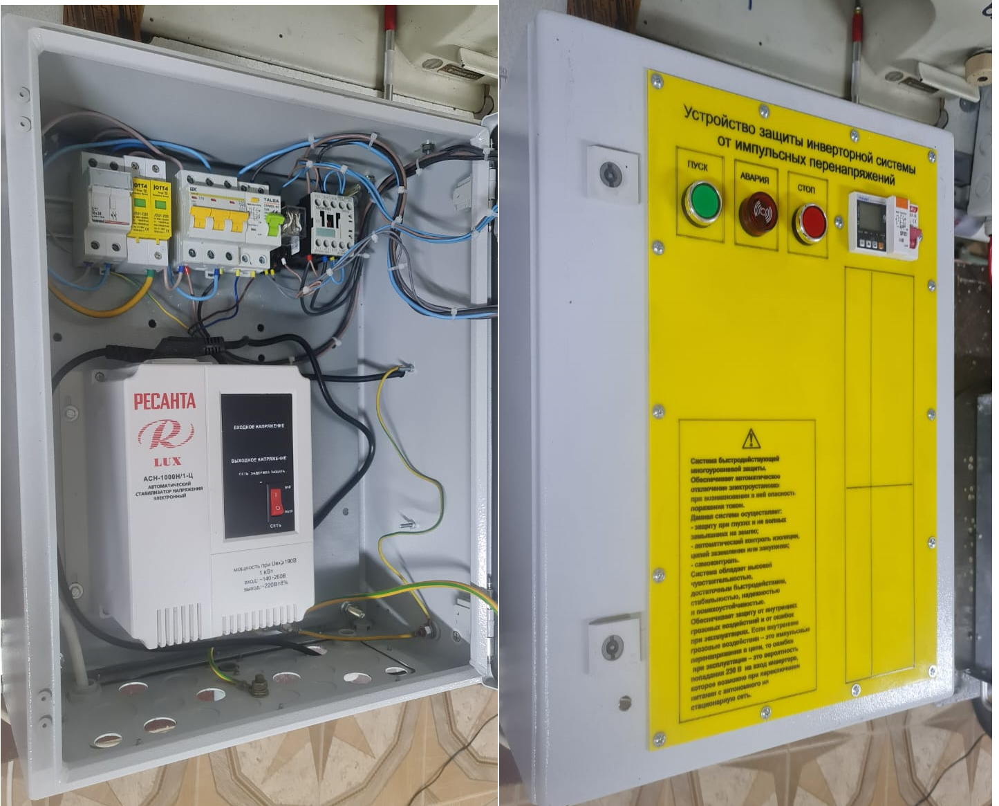 JOTT4
JOTT4
IEK
TALBA
РЕСАНТА
R
LUX
АСН-1000Н/1-Ц
АВТОМАТИЧЕСКИЙ
СТАБИЛИЗАТОР НАПРЯЖЕНИЯ
ЭЛЕКТРОННЫЙ
ВХОДНОЕ НАПРЯЖЕНИЕ
ВЫХОДНОЕ НАПРЯЖЕНИЕ
СЕТЬ ЗАДЕРЖКА ЗАЩИТА
ВКЛ
ВЫКЛ
СЕТЬ
мощность при Uвх≥190В
1 кВт
вход: ~140÷260В
выход:~220В±8%
Устройство защиты инверторной системы
от импульсных перенапряжений
ПУСК
АВАРИЯ
СТОП
Система быстродействующей
многоуровневой защиты.
Обеспечивает автоматическое
отключение электроустановки
при возникновении в ней опасность
поражения током.
Данная система осуществляет:
- защиту при глухих и не полных
замыканиях на землю;
- автоматический контроль изоляции,
цепей заземления или зануления;
- самоконтроль.
Система обладает высокой
чувствительностью,
достаточным быстродействием,
стабильностью, надежностью
и помехоустойчивостью.
Обеспечивает защиту от внутренних
грозовых воздействий и от ошибок
при эксплуатациях. Если внутренние
грозовые воздействия – это импульсные
перенапряжения в цепи, то ошибки
при эксплуатации – это вероятность
попадания 230 В на вход инвертора,
которое возможно при переключении
питания с автономного на
стационарную сеть.